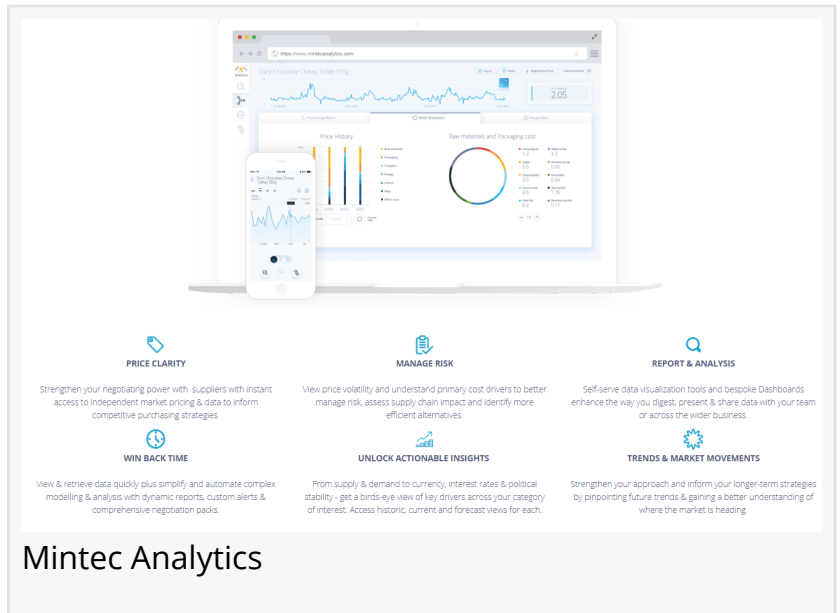 https://www.mintecanalytics.com
MINTEC
Dark Chocolate Chewy Toffee 135g
2.05
Price History
Raw materials and Packaging cost
Dark Chocolate Chewy
Toffee 135g
PRICE CLARITY
MANAGE RISK
REPORT & ANALYSIS
Strengthen your negotiating power with suppliers with instant
access to independent market pricing & data to inform
competitive purchasing strategies.
View price volatility and understand primary cost drivers to better
manage risk, assess supply chain impact and identify more
efficient alternatives.
Self-serve data visualization tools and bespoke Dashboards
enhance the way you digest, present & share data with your team
or across the wider business.
WIN BACK TIME
UNLOCK ACTIONABLE INSIGHTS
TRENDS & MARKET MOVEMENTS
View & retrieve data quickly plus simplify and automate complex
modelling & analysis with dynamic reports, custom alerts &
comprehensive negotiation packs.
From supply & demand to currency, interest rates & political
stability - get a birds-eye view of key drivers across your category
of interest. Access historic, current and forecast views for each.
Strengthen your approach and inform your longer-term strategies
by pinpointing future trends & gaining a better understanding of
where the market is heading.
Mintec Analytics